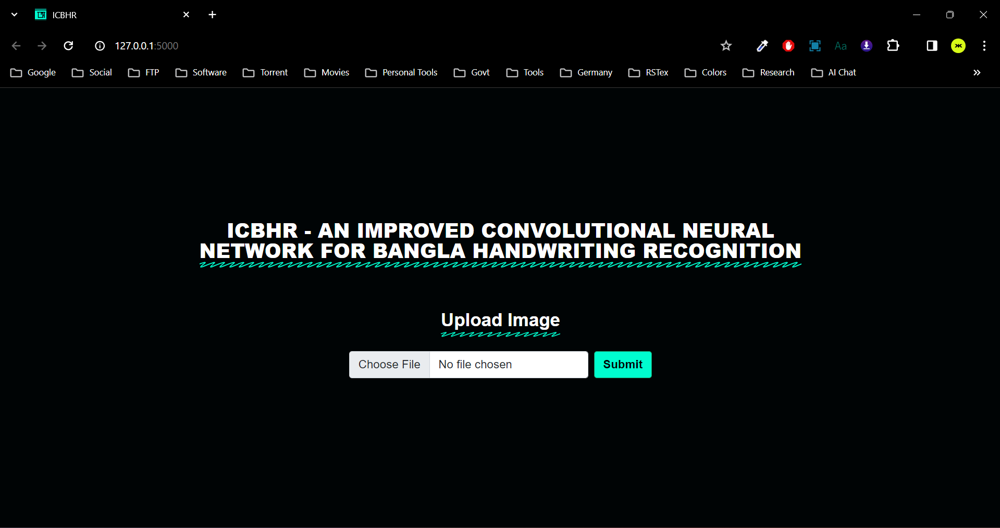 ICBHR
127.0.0.1:5000
Aa
Google Social FTP Software Torrent Movies Personal Tools Govt Tools Germany RSTex Colors Research AI Chat
ICBHR - AN IMPROVED CONVOLUTIONAL NEURAL
NETWORK FOR BANGLA HANDWRITING RECOGNITION
Upload Image
Choose File No file chosen Submit